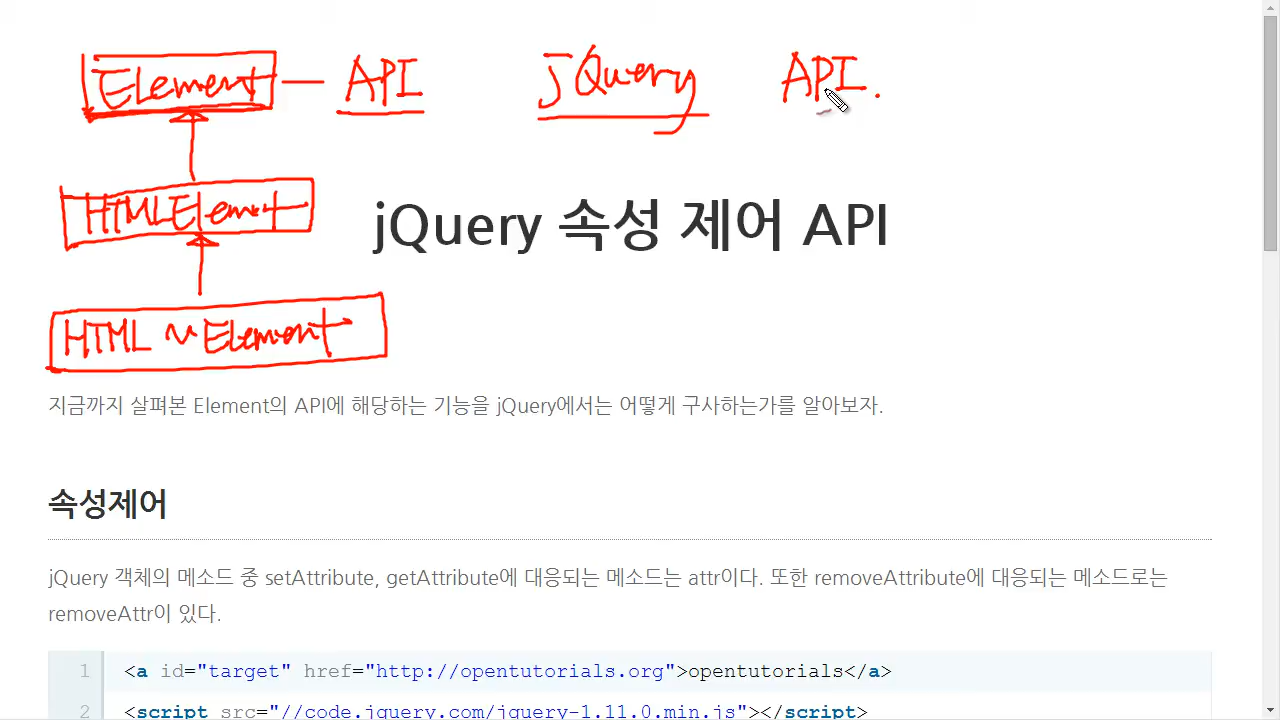 Element — API jQuery API.
HTMLElement
jQuery 속성 제어 API
HTML ~ Element
지금까지 살펴본 Element의 API에 해당하는 기능을 jQuery에서는 어떻게 구사하는가를 알아보자.
속성제어
jQuery 객체의 메소드 중 setAttribute, getAttribute에 대응되는 메소드는 attr이다. 또한 removeAttribute에 대응되는 메소드로는
removeAttr이 있다.
1 <a id="target" href="http://opentutorials.org">opentutorials</a>
2 <script src="//code.jquery.com/jquery-1.11.0.min.js"></script>